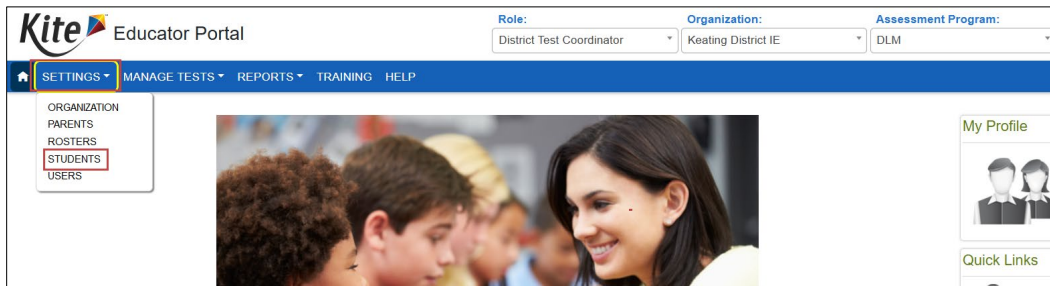 Kite Educator Portal
Role:
District Test Coordinator
Organization:
Keating District IE
Assessment Program:
DLM
SETTINGS MANAGE TESTS REPORTS TRAINING HELP
ORGANIZATION
PARENTS
ROSTERS
STUDENTS
USERS
My Profile
Quick Links